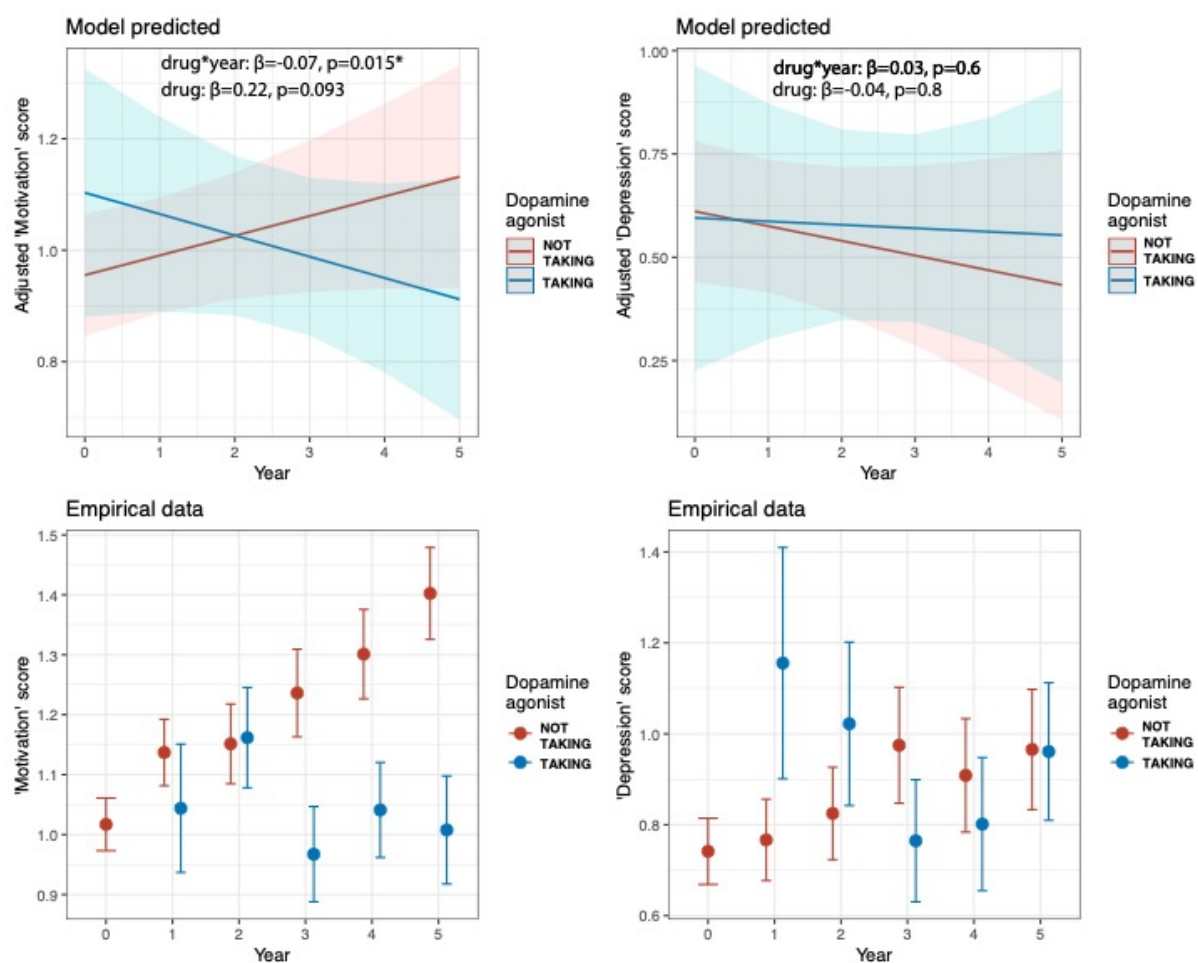 Model predicted
drug*year: β=-0.07, p=0.015*
drug: β=0.22, p=0.093
Adjusted 'Motivation' score
1.2
1.0
0.8
0 1 2 3 4 5
Year
Dopamine
agonist
NOT
TAKING
TAKING
Model predicted
drug*year: β=0.03, p=0.6
drug: β=-0.04, p=0.8
Adjusted 'Depression' score
1.00
0.75
0.50
0.25
0 1 2 3 4 5
Year
Dopamine
agonist
NOT
TAKING
TAKING
Empirical data
'Motivation' score
1.5
1.4
1.3
1.2
1.1
1.0
0.9
0 1 2 3 4 5
Year
Dopamine
agonist
NOT
TAKING
TAKING
Empirical data
'Depression' score
1.4
1.2
1.0
0.8
0.6
0 1 2 3 4 5
Year
Dopamine
agonist
NOT
TAKING
TAKING